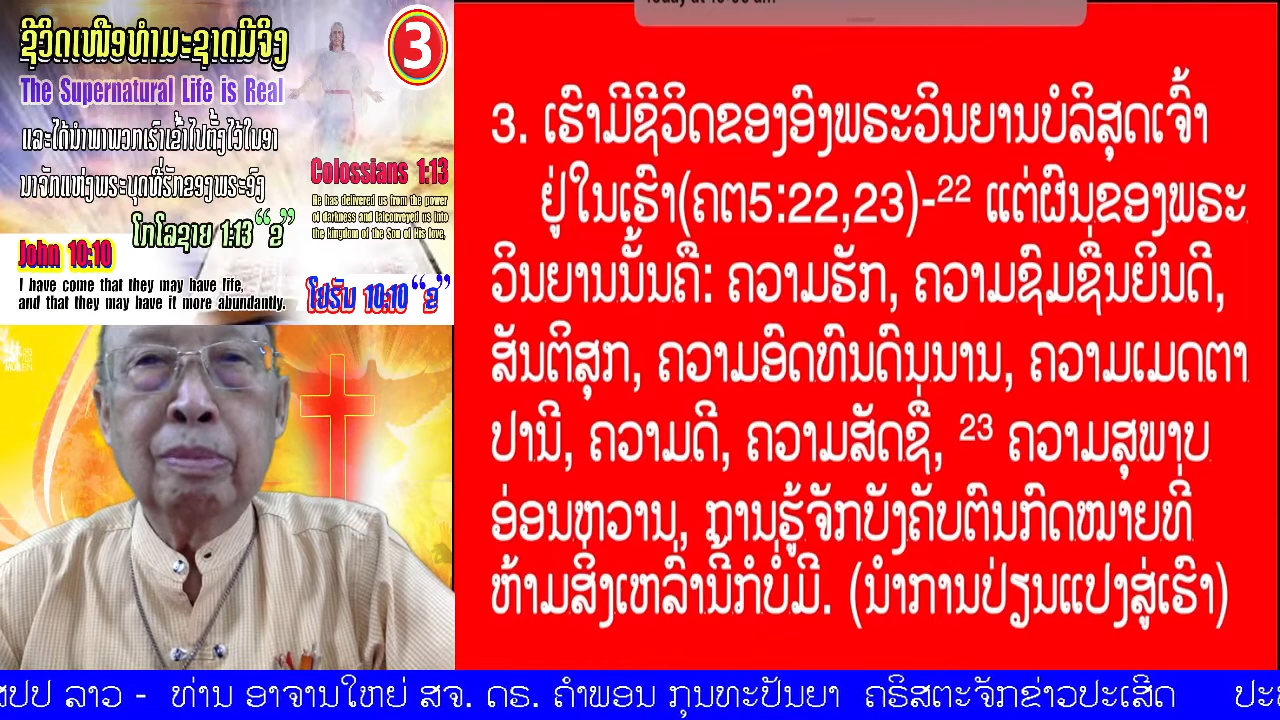 ຊີວິດເໜືອທຳມະຊາດມີຈິງ
3
The Supernatural Life is Real
ແລະໄດ້ນຳພາພວກເຮົາເຂົ້າໄປຕັ້ງໄວ້ໃນອາ
ນາຈັກແຫ່ງພຣະບຸດທີ່ຮັກຂອງພຣະອົງ
ໂກໂລຊາຍ 1:13 “ຂ”
Colossians 1:13
He has delivered us from the power
of darkness and
us into
the kingdom of the Son of His love,
John 10:10
I have come that they may have life,
and that they may have it more abundantly.
ໂຢຮັນ 10:10 “ຂ”
3. ເຮົາມີຊີວິດຂອງອົງພຣະວິນຍານບໍລິສຸດເຈົ້າ
ຢູ່ໃນເຮົາ(ຄຕ5:22,23)-22 ແຕ່ຜົນຂອງພຣະ
ວິນຍານນັ້ນຄື: ຄວາມຮັກ, ຄວາມຊົມຊື່ນຍິນດີ,
ສັນຕິສຸກ, ຄວາມອົດທົນດົນນານ, ຄວາມເມດຕາ
ປານີ, ຄວາມດີ, ຄວາມສັດຊື່, 23 ຄວາມສຸພາບ
ອ່ອນຫວານ, ການຮູ້ຈັກບັງຄັບຕົນກົດໝາຍທີ່
ຫ້າມສິ່ງເຫລົ່ານີ້ກໍບໍ່ມີ. (ນຳການປ່ຽນແປງສູ່ເຮົາ)
ສປປ ລາວ - ທ່ານ ອາຈານໃຫຍ່ ສຈ. ດຣ. ຄຳພອນ ກຸນທະປັນຍາ ຄຣິສຕະຈັກຂ່າວປະເສີດ